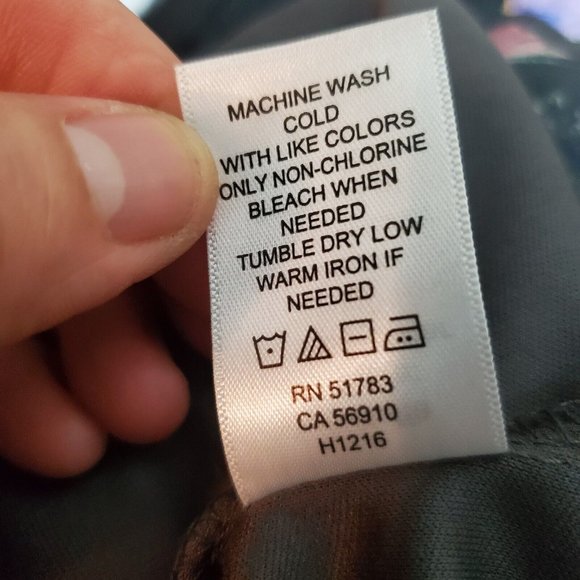 MACHINE WASH
COLD
WITH LIKE COLORS
ONLY NON-CHLORINE
BLEACH WHEN
NEEDED
TUMBLE DRY LOW
WARM IRON IF
NEEDED
RN 51783
CA 56910
H1216